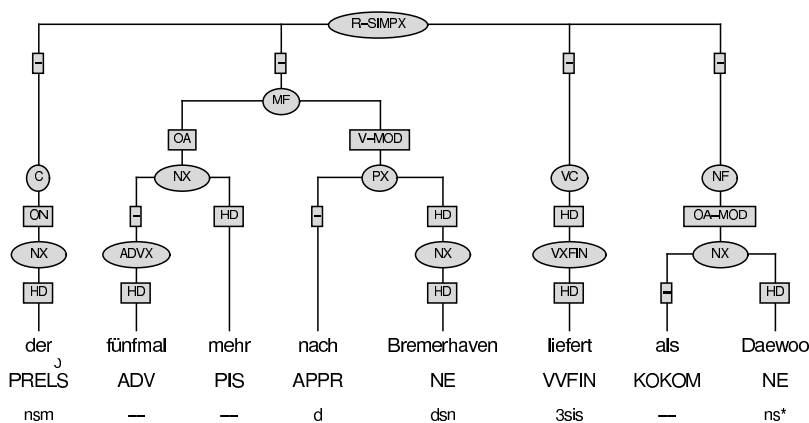 R–SIMPX
– – – –
MF
OA V–MOD
C NX PX VC NF
ON – HD – HD HD OA–MOD
NX ADVX NX VXFIN NX
HD HD HD HD – HD
der fünfmal mehr nach Bremerhaven liefert als Daewoo
PRELS ADV PIS APPR NE VVFIN KOKOM NE
nsm –– –– d dsn 3sis –– ns*